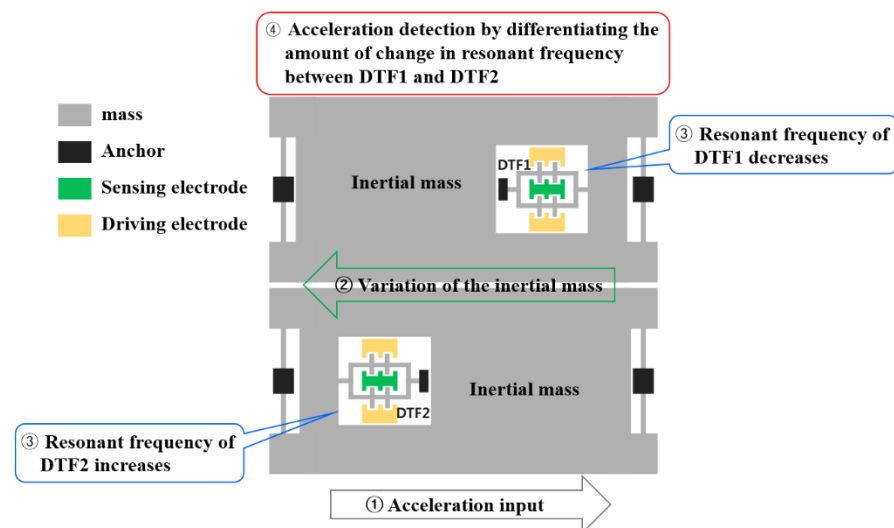 ④ Acceleration detection by differentiating the
amount of change in resonant frequency
between DTF1 and DTF2
mass
Anchor
Sensing electrode
Driving electrode
DTF1
Inertial mass
③ Resonant frequency of
DTF1 decreases
② Variation of the inertial mass
Inertial mass
DTF2
③ Resonant frequency of
DTF2 increases
① Acceleration input